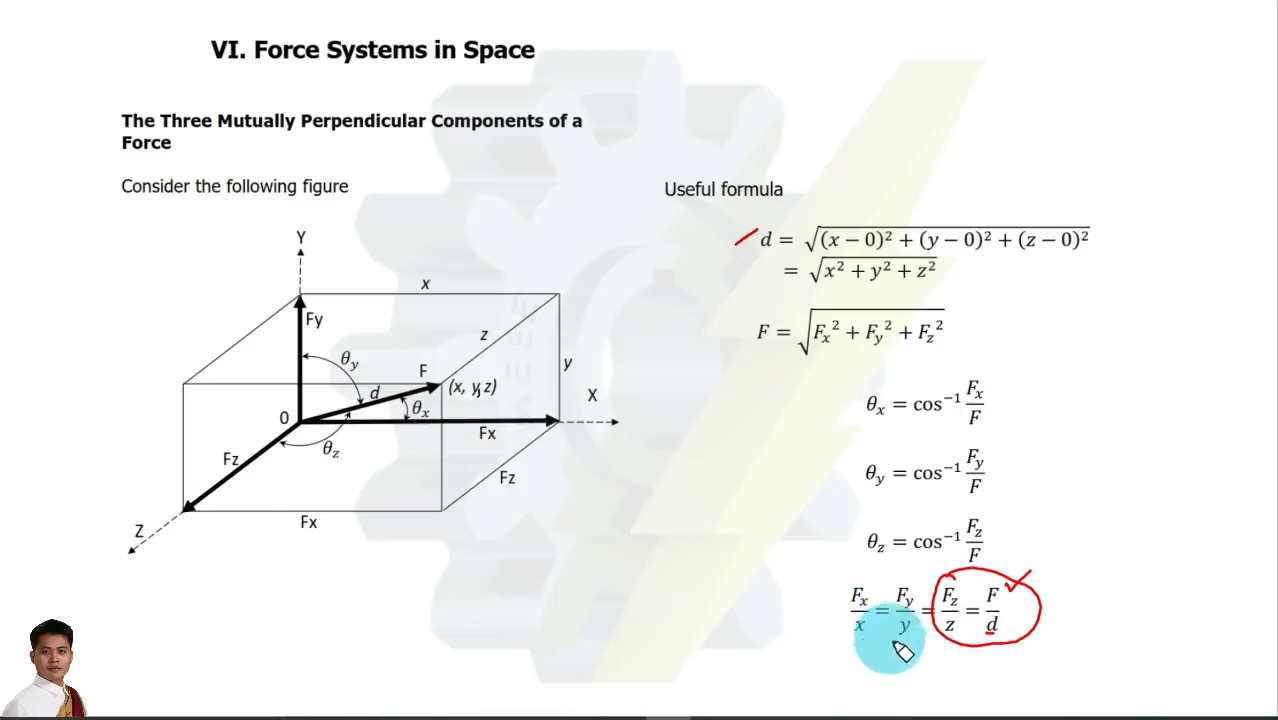 VI. Force Systems in Space
The Three Mutually Perpendicular Components of a
Force
Consider the following figure
Y
x
Fy
z
θy
F
y
d
(x, y, z)
X
θx
0
Fx
θz
Fz
Fz
Fx
Z
Useful formula
d = √((x − 0)² + (y − 0)² + (z − 0)²)
= √(x² + y² + z²)
F = √(Fx² + Fy² + Fz²)
θx = cos⁻¹ Fx/F
θy = cos⁻¹ Fy/F
θz = cos⁻¹ Fz/F
Fx/x = Fy/y = Fz/z = F/d